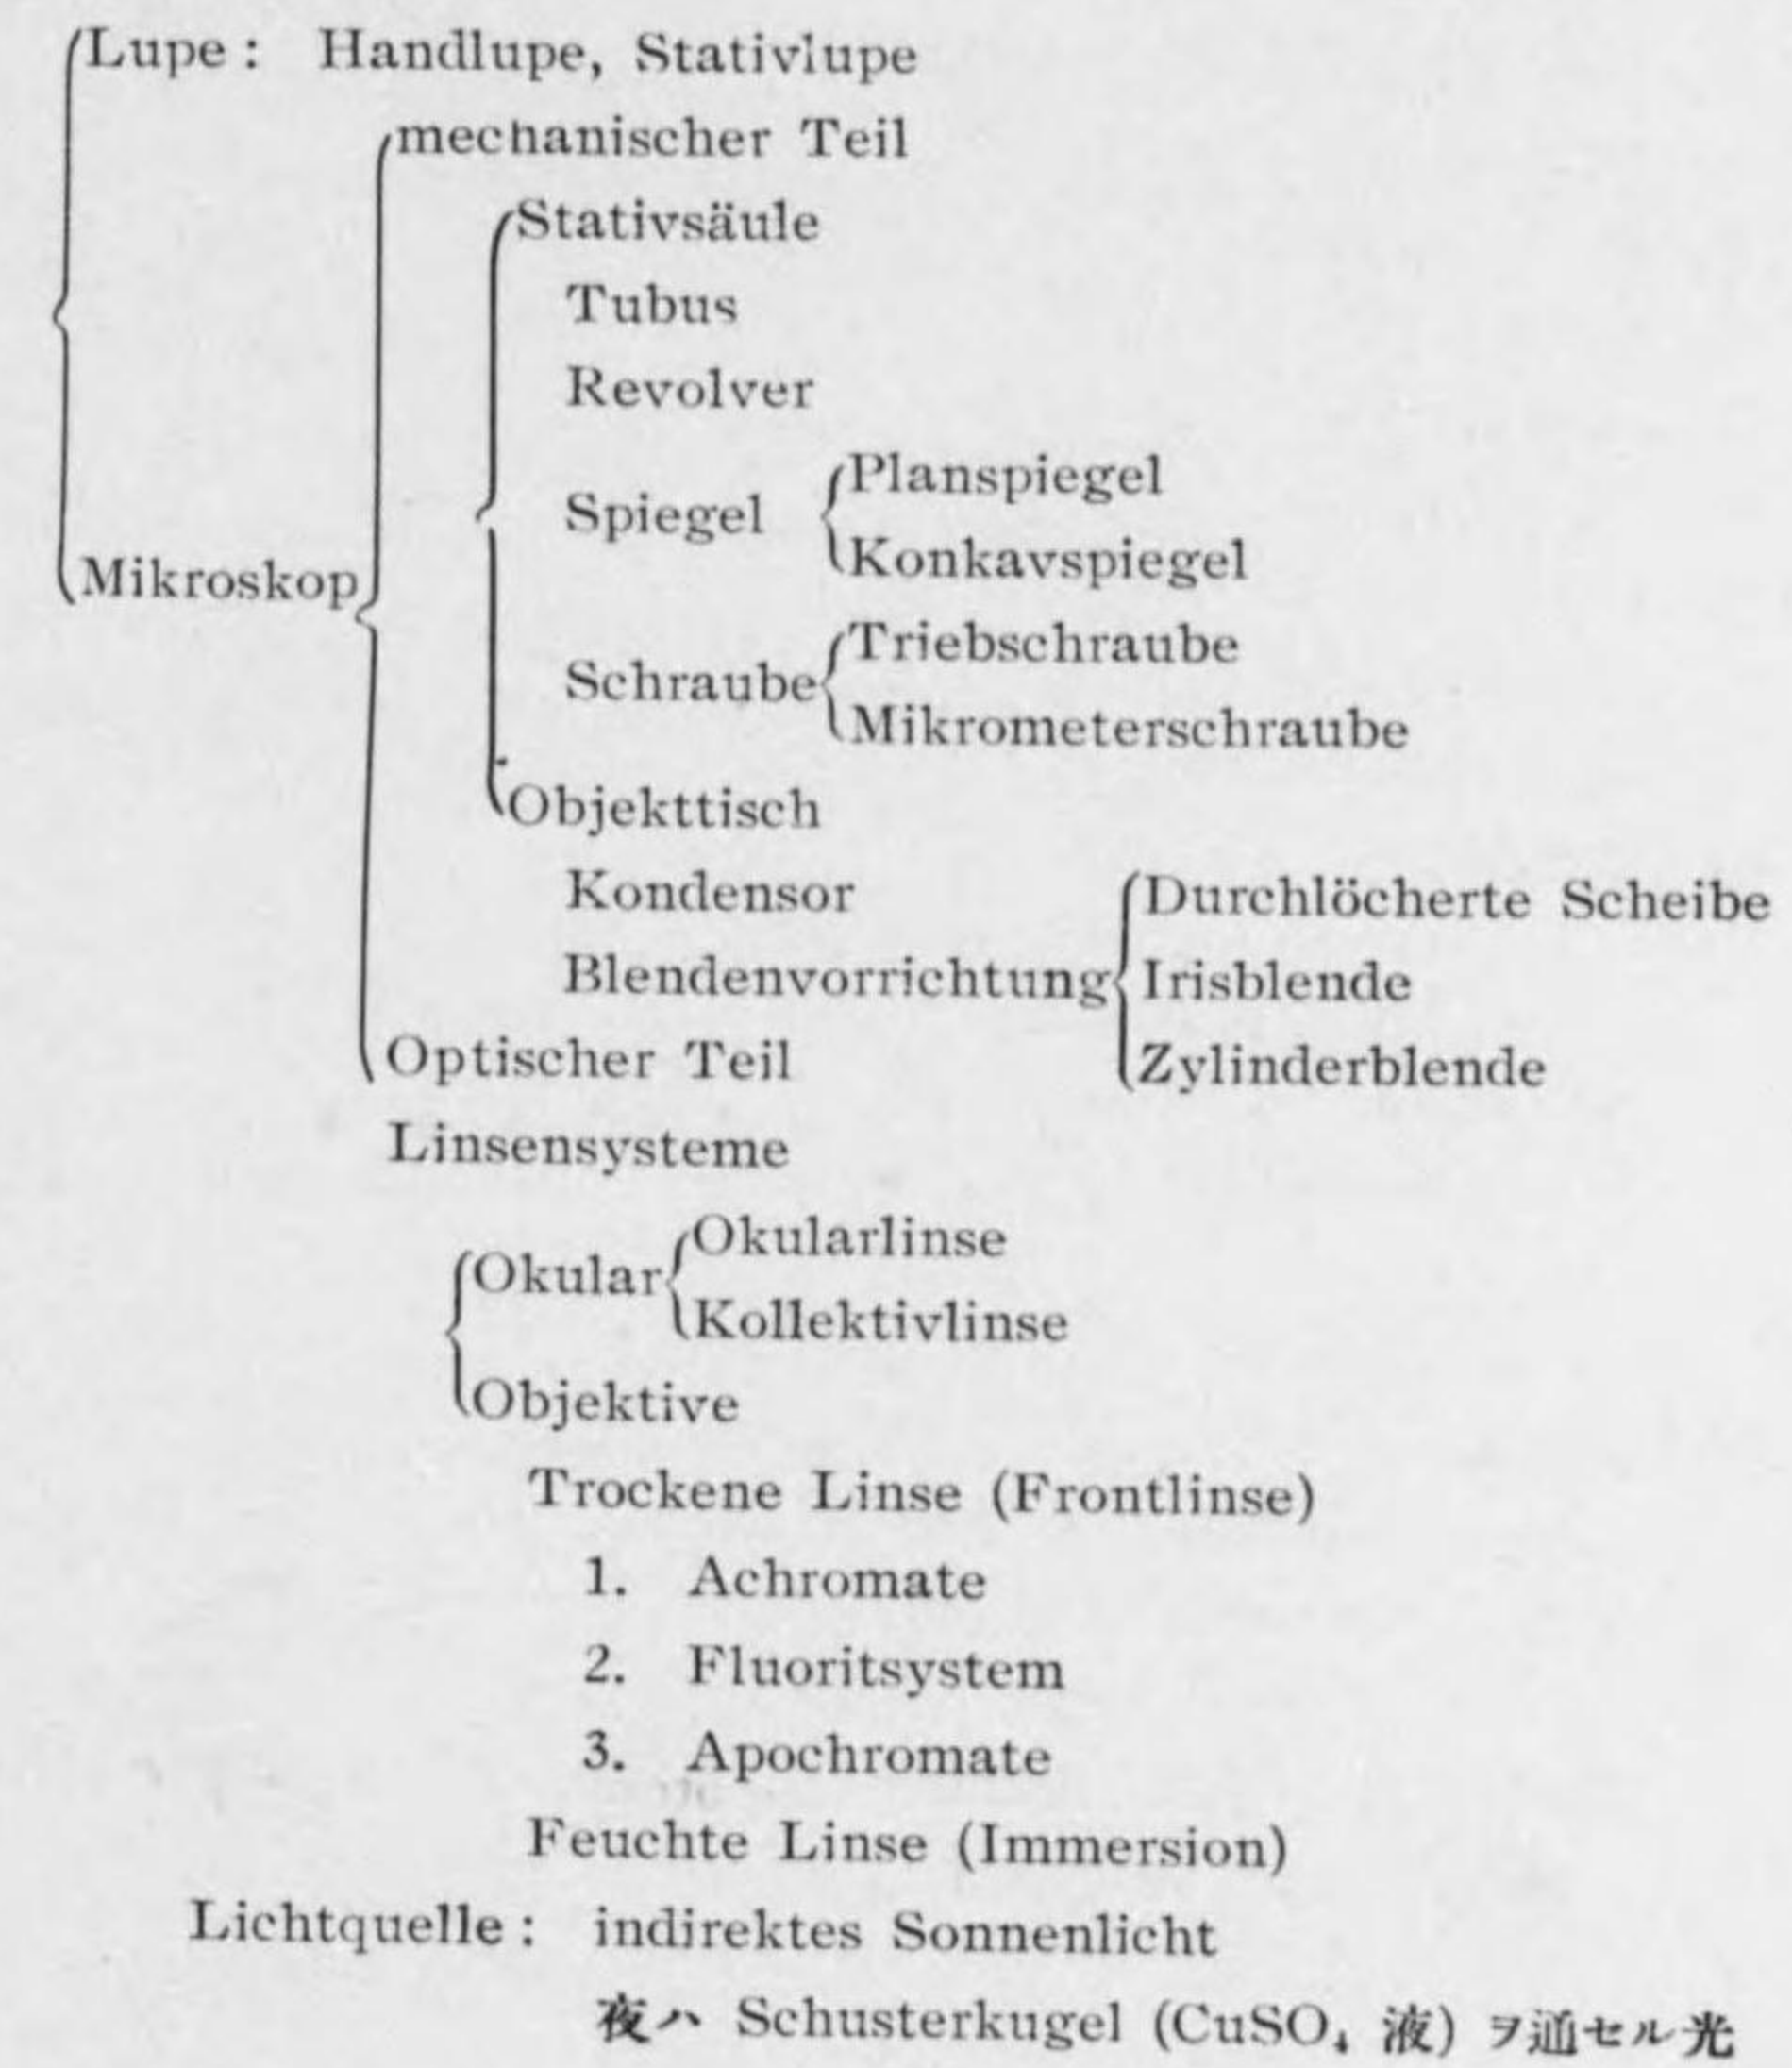 Lupe: Handlupe, Stativlupe
mechanischer Teil
Stativsäule
Tubus
Revolver
Planspiegel
Spiegel
Konkavspiegel
Mikroskop
Triebschraube
Schraube
Mikrometerschraube
Objekttisch
Kondensor
Durchlöcherte Scheibe
Blendenvorrichtung
Irisblende
Optischer Teil
Zylinderblende
Linsensysteme
Okularlinse
Okular
Kollektivlinse
Objektive
Trockene Linse (Frontlinse)
1. Achromate
2. Fluoritsystem
3. Apochromate
Feuchte Linse (Immersion)
Lichtquelle: indirektes Sonnenlicht
夜ハ Schusterkugel (CuSO₄ 液) ヲ通セル光